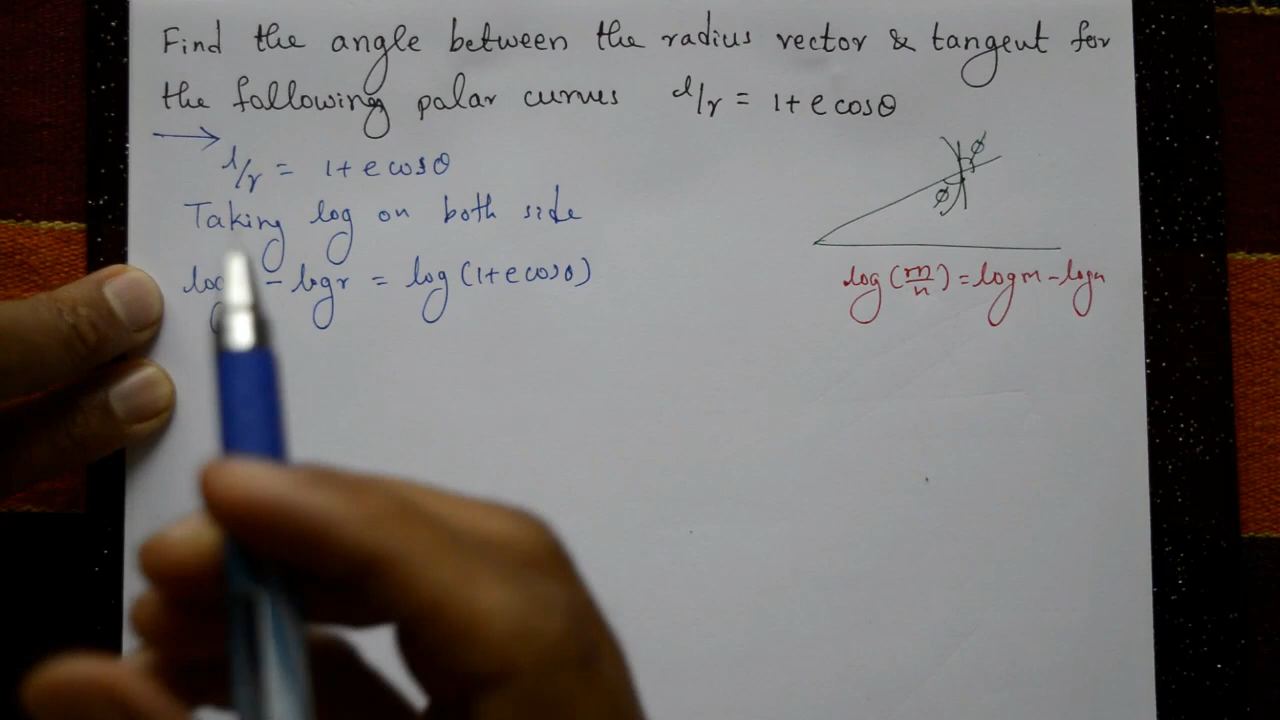 Find the angle between the radius vector & tangent for
the following polar curves l/r = 1+ e cosθ
l/r = 1+ e cosθ
Taking log on both side
log - log r = log (1+e cosθ)
ϕ
ϕ
log (m/n) = log m - log n